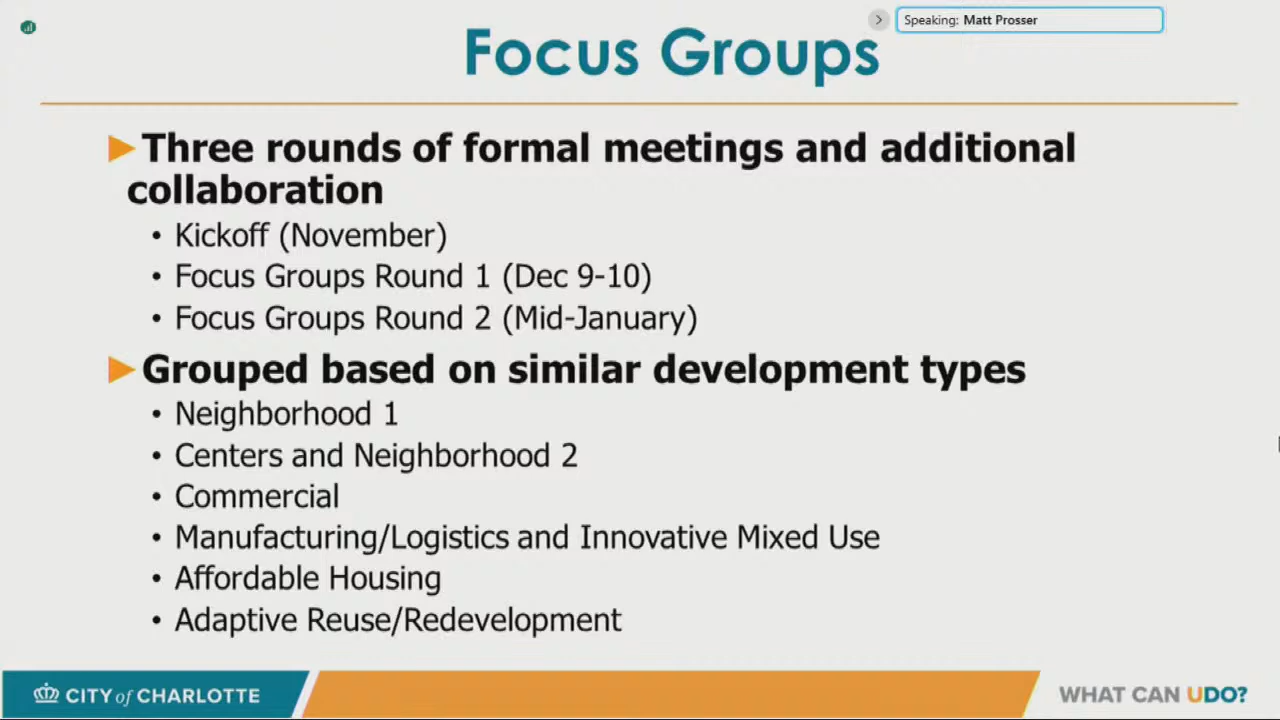 Speaking: Matt Prosser
Focus Groups
Three rounds of formal meetings and additional
collaboration
• Kickoff (November)
• Focus Groups Round 1 (Dec 9-10)
• Focus Groups Round 2 (Mid-January)
Grouped based on similar development types
• Neighborhood 1
• Centers and Neighborhood 2
• Commercial
• Manufacturing/Logistics and Innovative Mixed Use
• Affordable Housing
• Adaptive Reuse/Redevelopment
CITY of CHARLOTTE
WHAT CAN UDO?